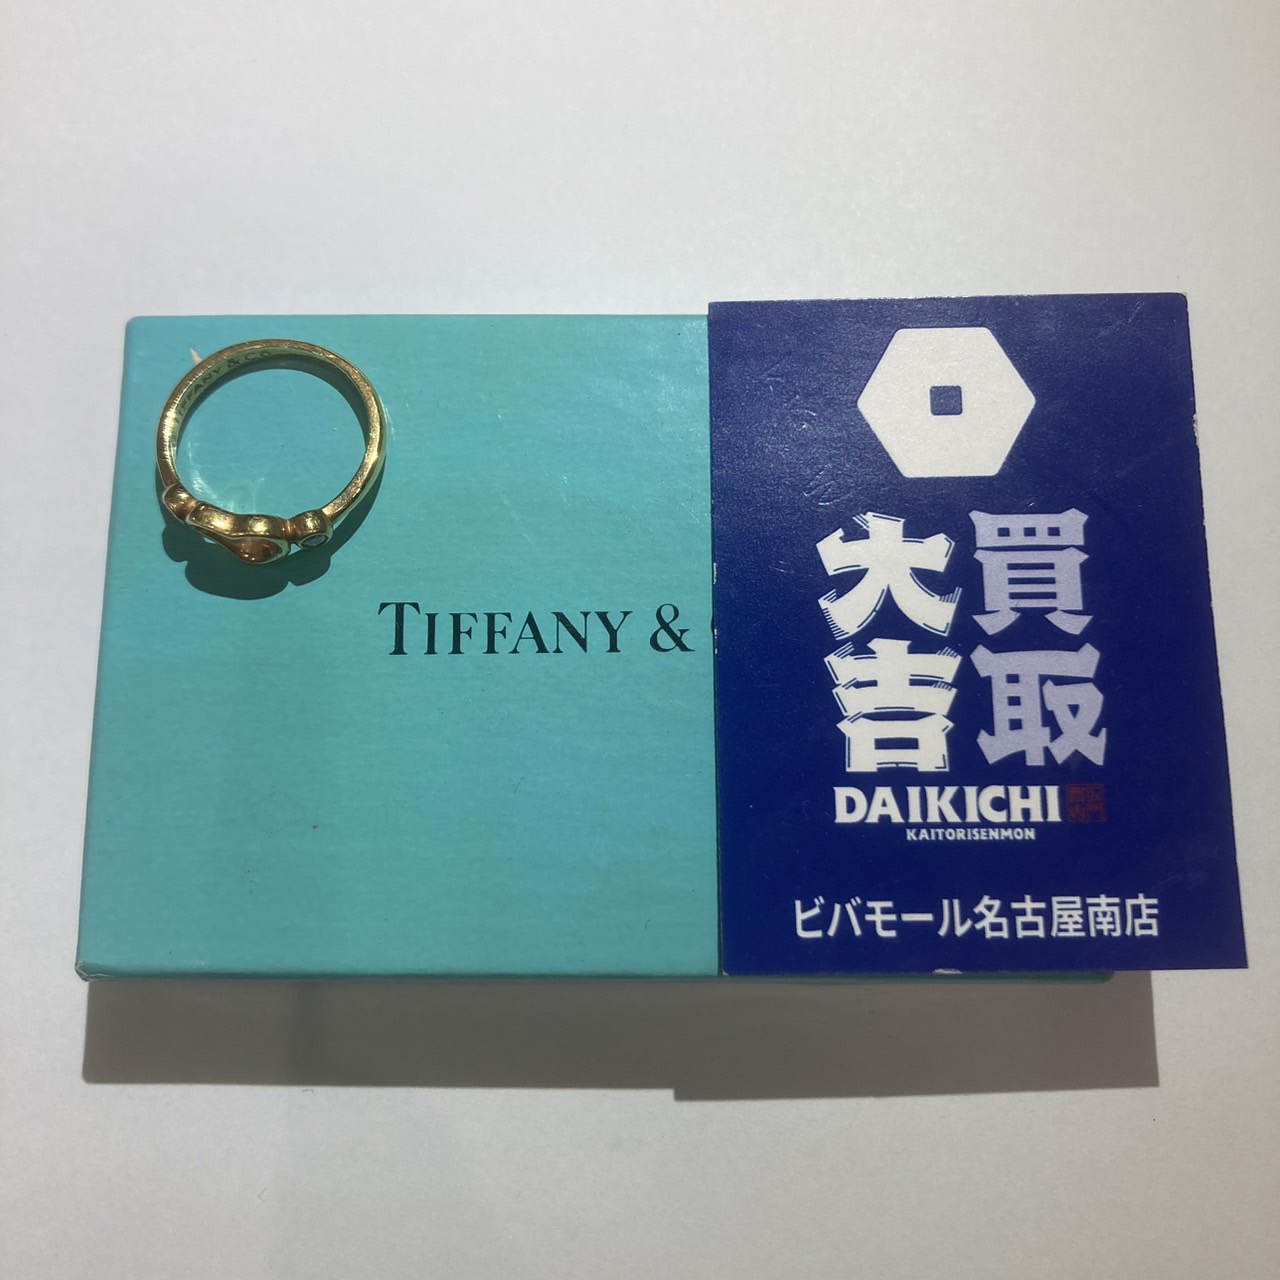 TIFFANY & CO
TIFFANY &
買取
大吉
DAIKICHI
KAITORISENMON
ビバモール名古屋南店